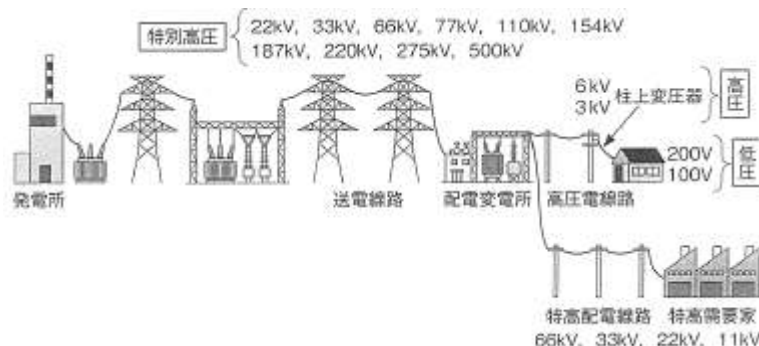 特別高圧
22kV, 33kV, 66kV, 77kV, 110kV, 154kV
187kV, 220kV, 275kV, 500kV
6kV
3kV
柱上変圧器
高圧
200V
100V
低圧
発電所
送電線路
配電変電所
高圧電線路
特高配電線路
特高需要家
66kV, 33kV, 22kV, 11kV